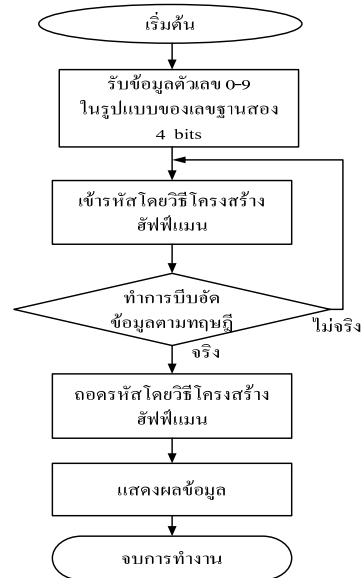 เริ่มต้น
รับข้อมูลตัวเลข 0-9
ในรูปแบบของเลขฐานสอง
4 bits
เข้ารหัสโดยวิธีโครงสร้าง
ฮัฟฟ์แมน
ทำการบีบอัด
ข้อมูลตามทฤษฎี
ไม่จริง
จริง
ถอดรหัสโดยวิธีโครงสร้าง
ฮัฟฟ์แมน
แสดงผลข้อมูล
จบการทำงาน